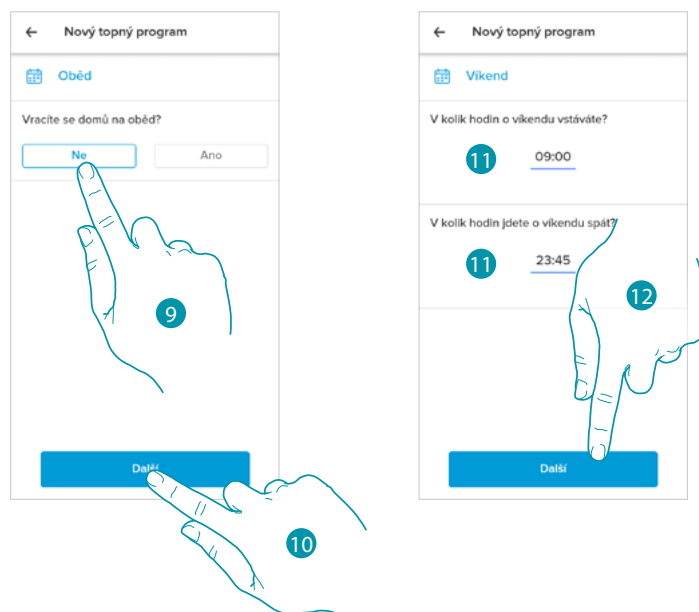 ← Nový topný program
Oběd
Vracíte se domů na oběd?
Ne Ano
9
Další
10
← Nový topný program
Víkend
V kolik hodin o víkendu vstáváte?
11 09:00
V kolik hodin jdete o víkendu spát?
11 23:45
12
Další